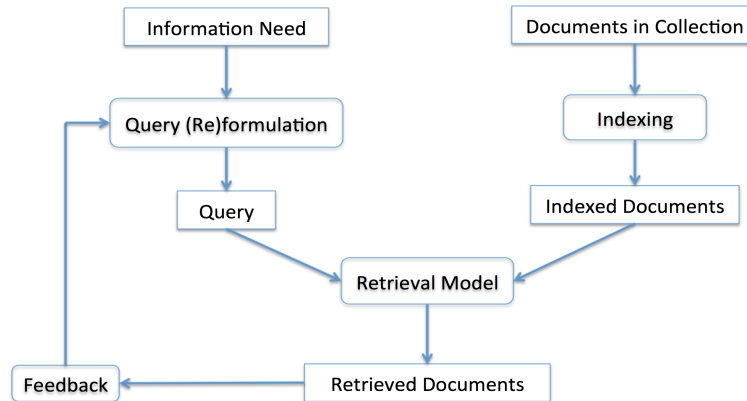 Information Need
Documents in Collection
Query (Re)formulation
Indexing
Query
Indexed Documents
Retrieval Model
Feedback
Retrieved Documents